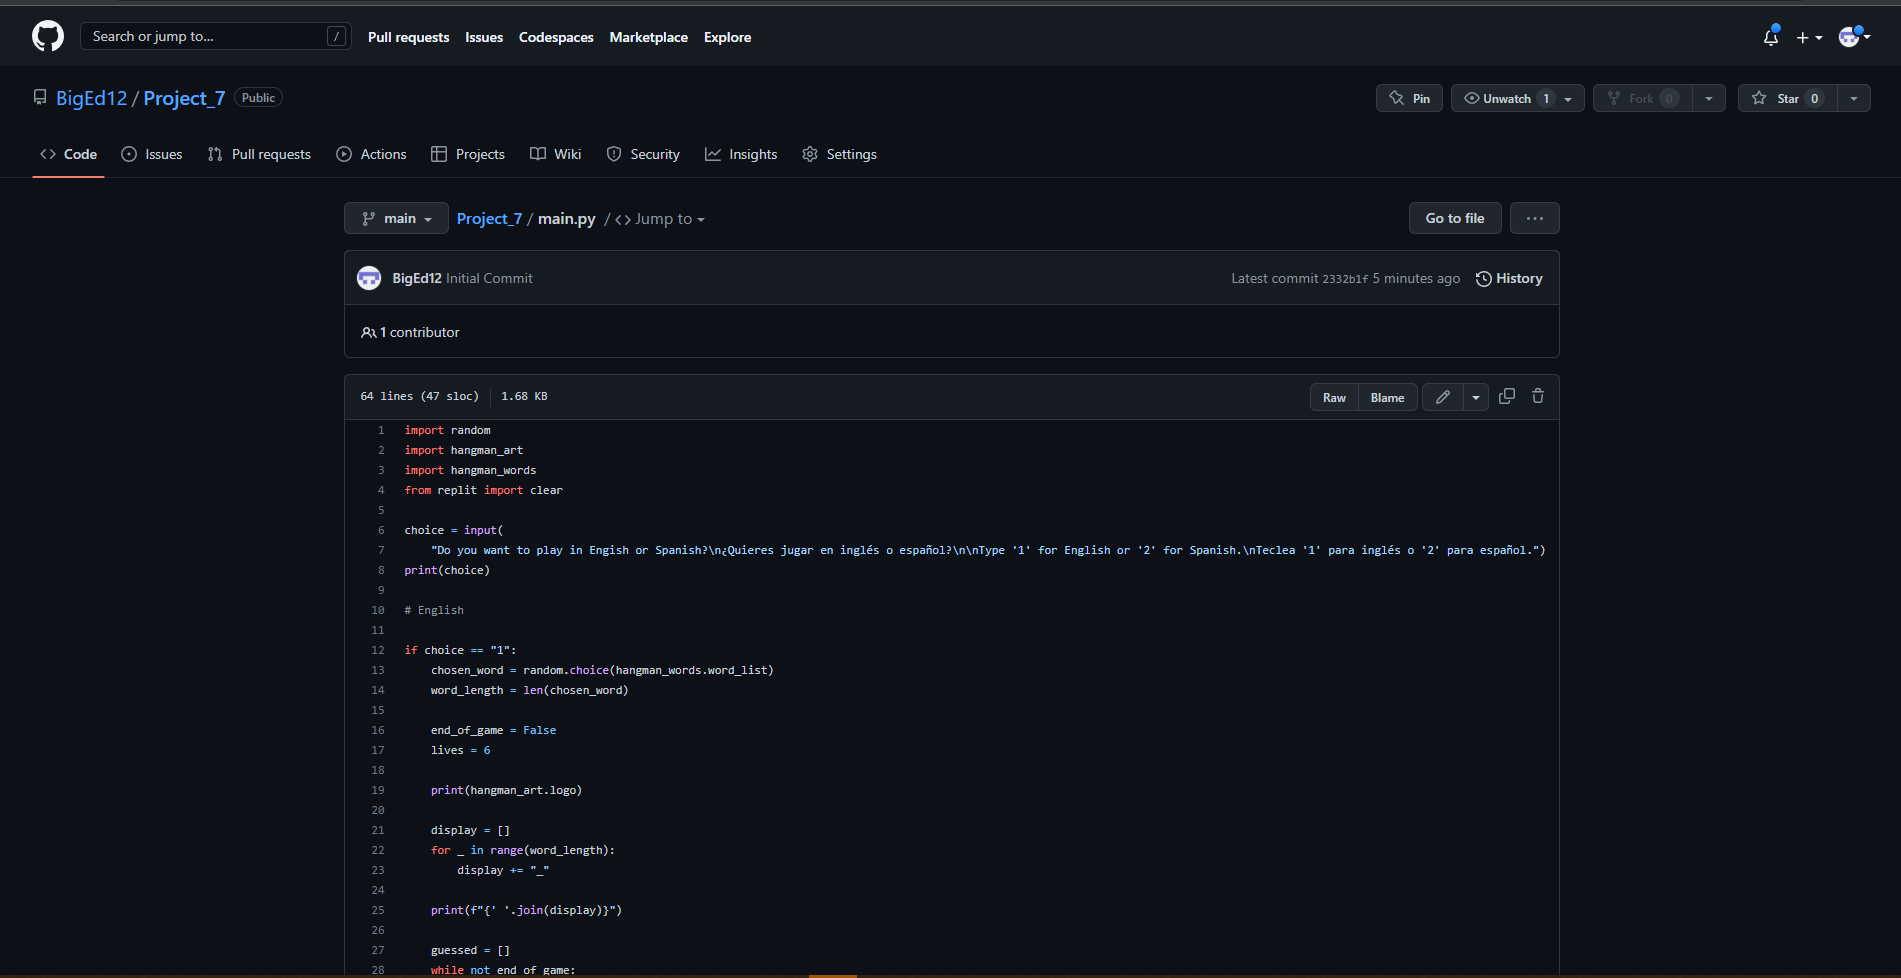 Search or jump to... /
Pull requests Issues Codespaces Marketplace Explore
BigEd12 / Project_7 Public
Pin Unwatch 1 Fork 0 Star 0
Code Issues Pull requests Actions Projects Wiki Security Insights Settings
main Project_7 / main.py / <> Jump to Go to file ...
BigEd12 Initial Commit Latest commit 2332b1f 5 minutes ago History
1 contributor
64 lines (47 sloc) 1.68 KB Raw Blame
1 import random
2 import hangman_art
3 import hangman_words
4 from replit import clear
5
6 choice = input(
7 "Do you want to play in Engish or Spanish?\n¿Quieres jugar en inglés o español?\n\nType '1' for English or '2' for Spanish.\nTeclea '1' para inglés o '2' para español.")
8 print(choice)
9
10 # English
11
12 if choice == "1":
13 chosen_word = random.choice(hangman_words.word_list)
14 word_length = len(chosen_word)
15
16 end_of_game = False
17 lives = 6
18
19 print(hangman_art.logo)
20
21 display = []
22 for _ in range(word_length):
23 display += "_"
24
25 print(f"{' '.join(display)}")
26
27 guessed = []
28 while not end_of_game: